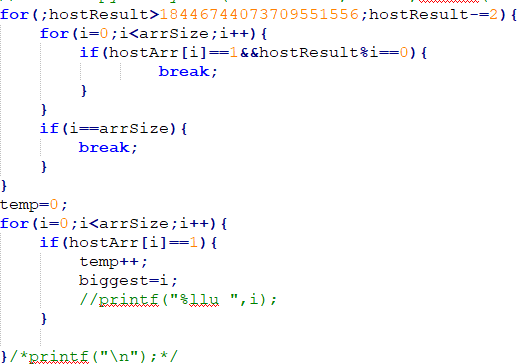 for(;hostResult>18446744073709551556;hostResult-=2){
for(i=0;i<arrSize;i++){
if(hostArr[i]==1&&hostResult%i==0){
break;
}
}
if(i==arrSize){
break;
}
}
temp=0;
for(i=0;i<arrSize;i++){
if(hostArr[i]==1){
temp++;
biggest=i;
//printf("%llu ",i);
}
}/*printf("\n");*/